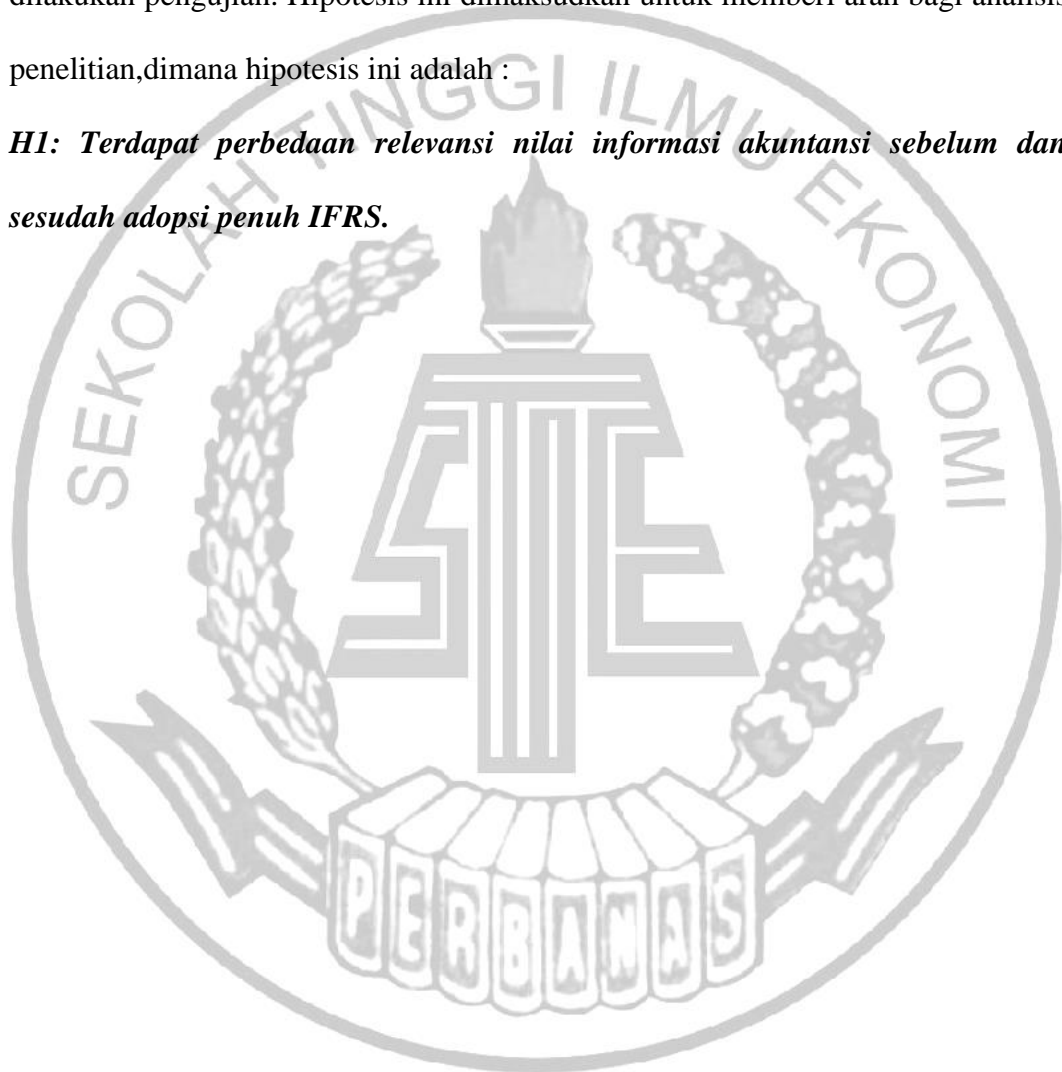 dilakukan pengujian. Hipotesis ini dimaksudkan untuk memberi arah bagi analisis
penelitian,dimana hipotesis ini adalah :
H1: Terdapat perbedaan relevansi nilai informasi akuntansi sebelum dan
sesudah adopsi penuh IFRS.
SEKOLAH TINGGI ILMU EKONOMI
STIE
PERBANAS